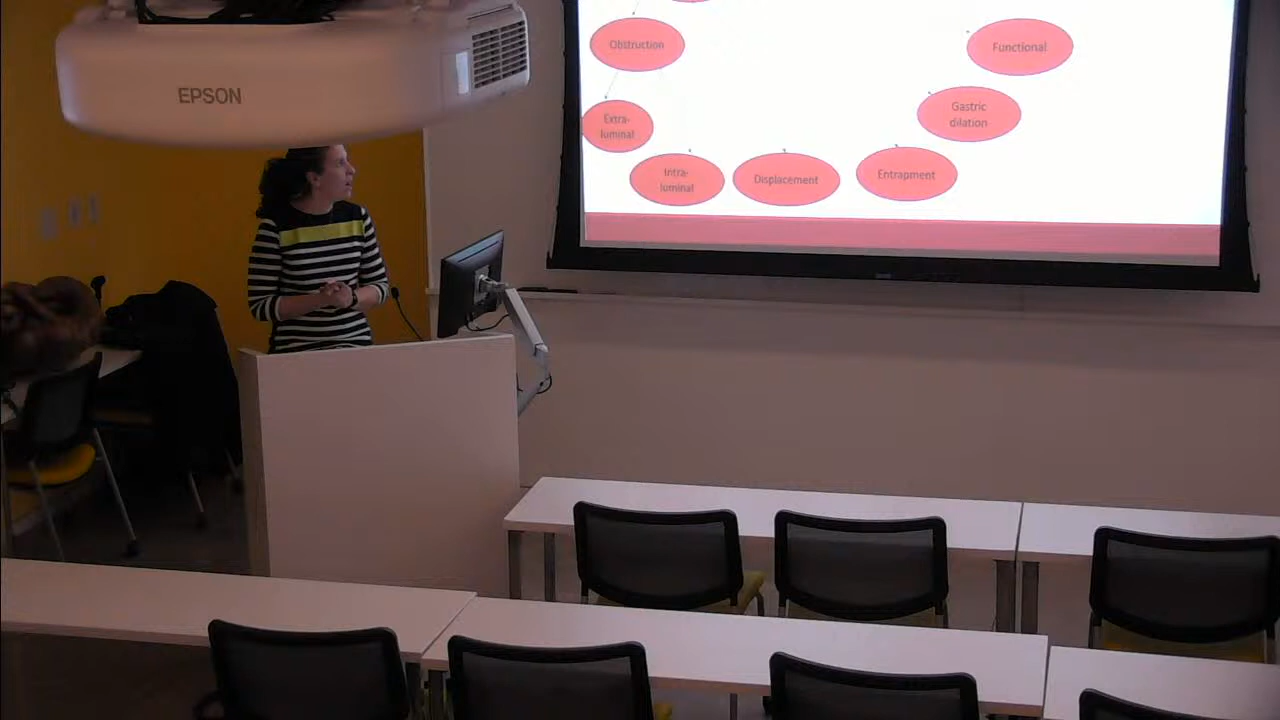 EPSON
Obstruction
Functional
Extra-
luminal
Gastric
dilation
Intra-
luminal
Displacement
Entrapment